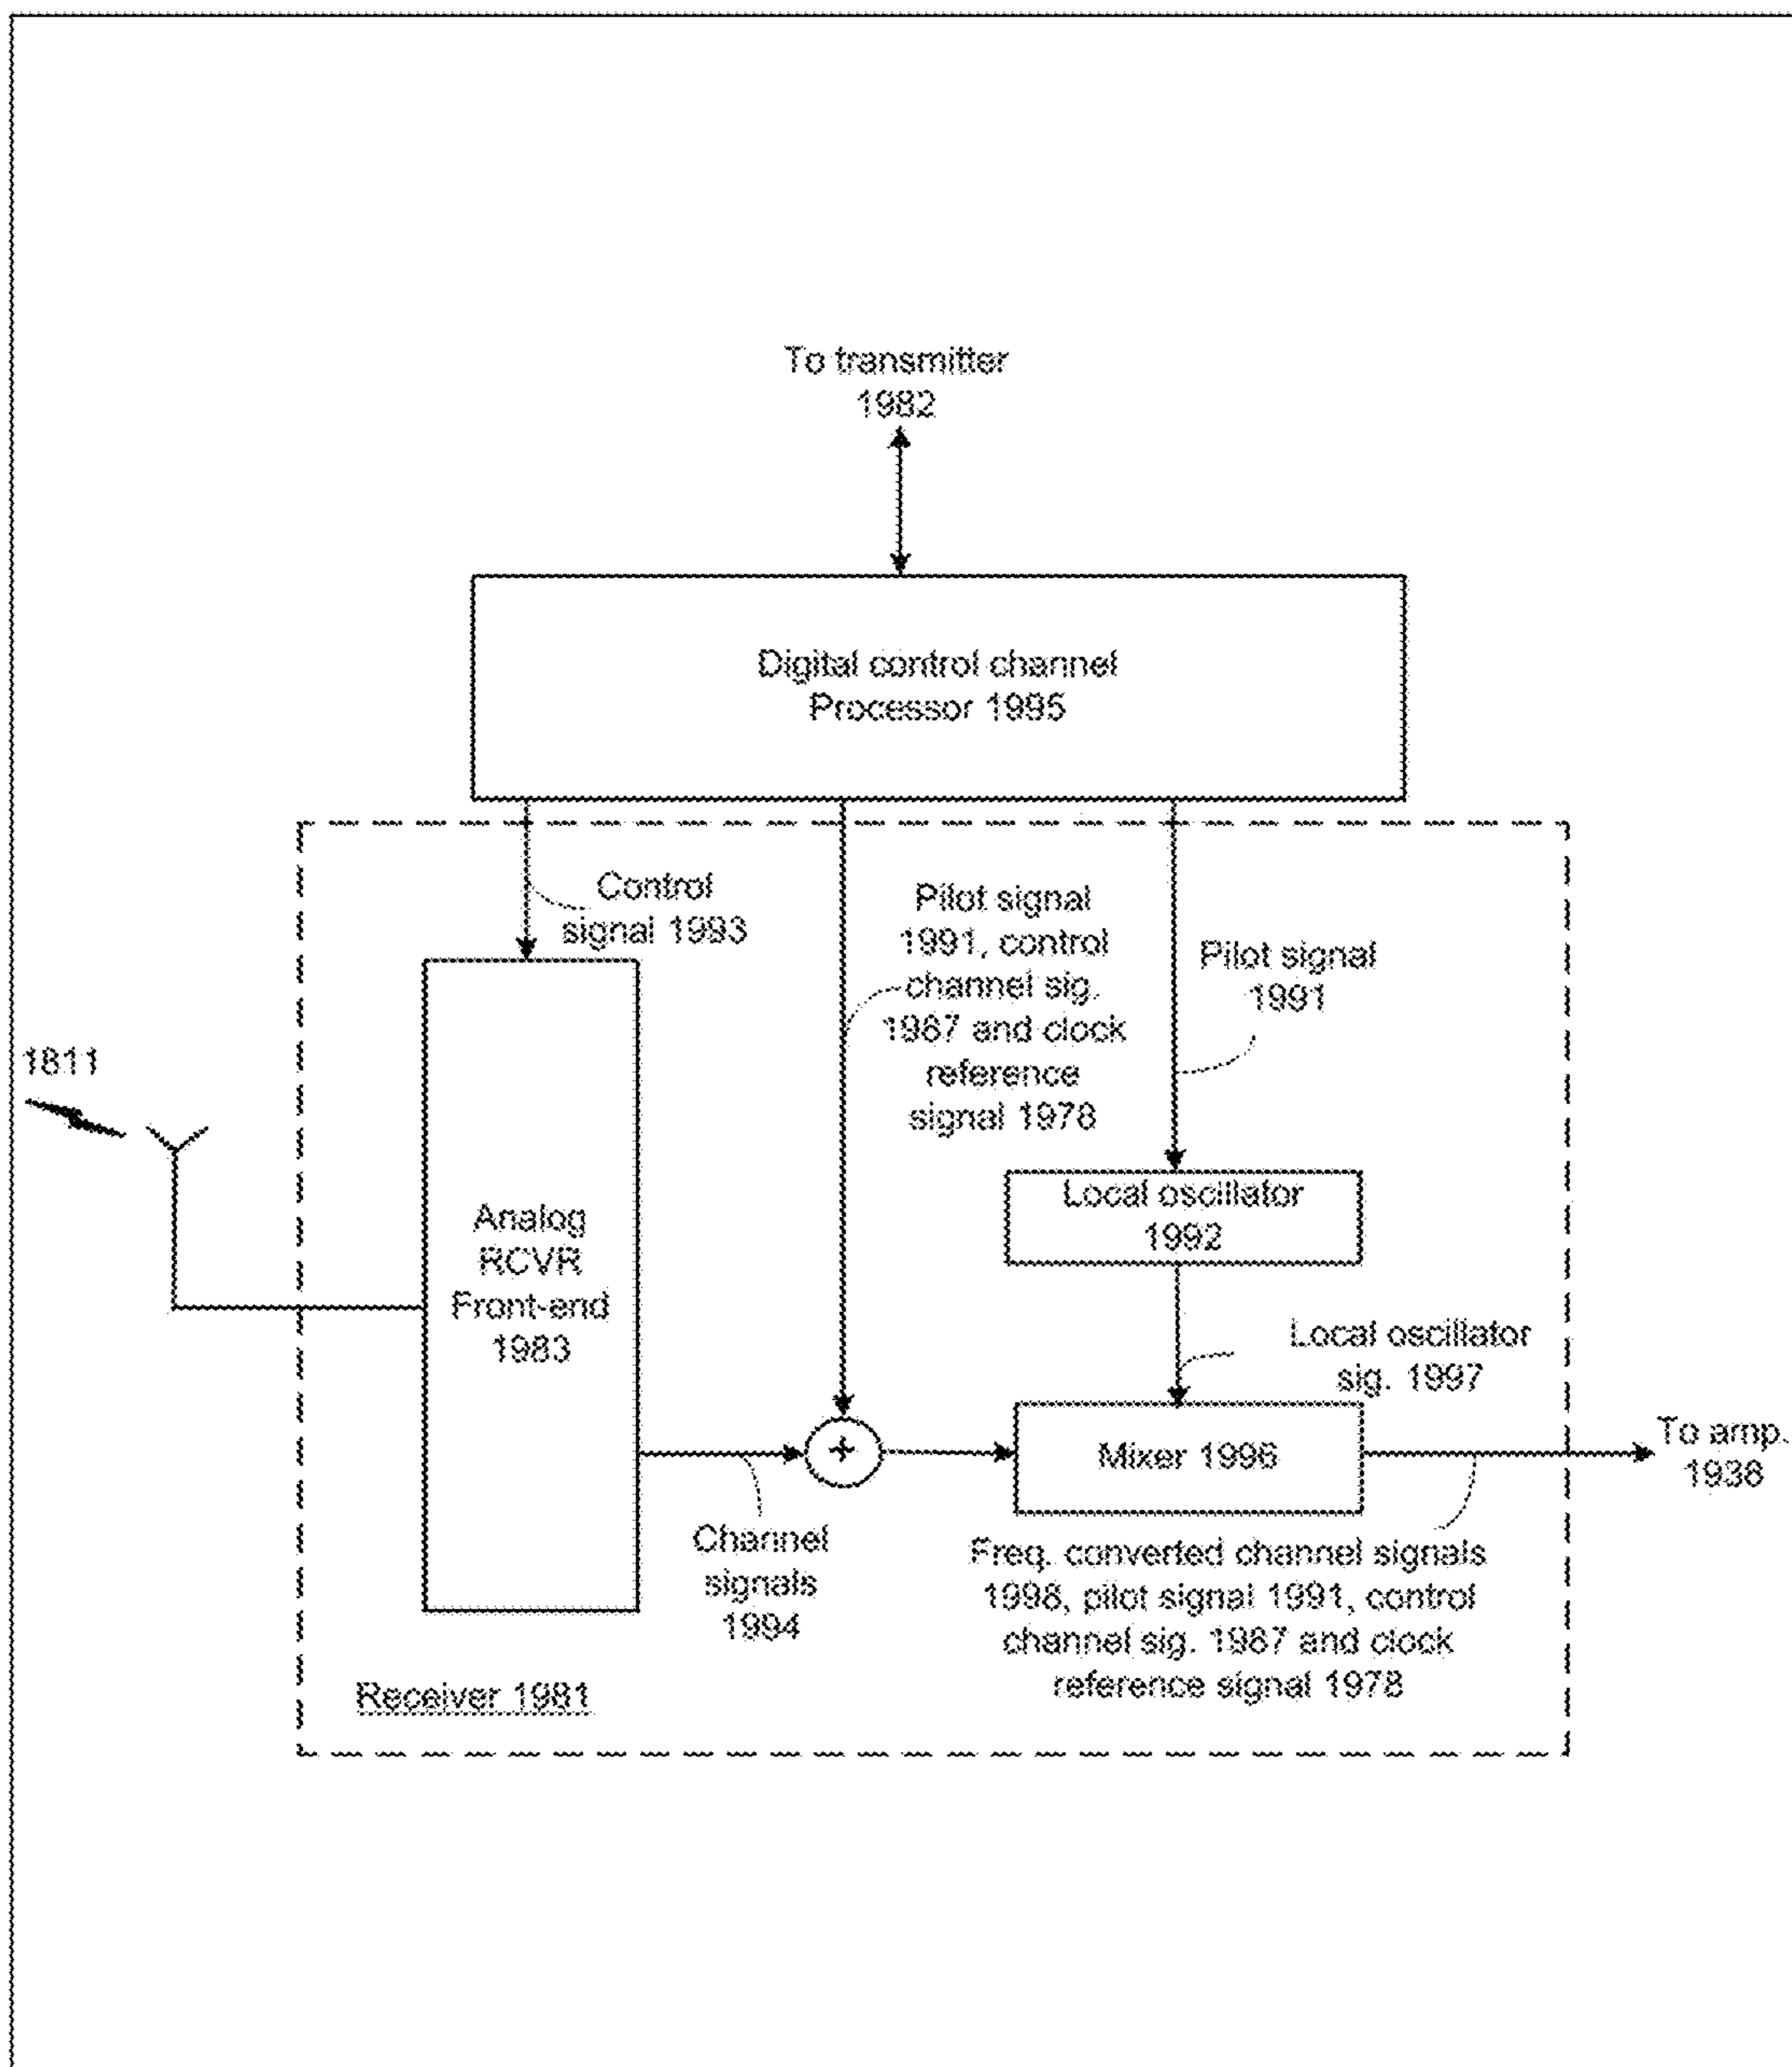 To transmitter
1982
Digital control channel
Processor 1995
Control
signal 1993
Pilot signal
1991, control
channel sig.
1987 and clock
reference
signal 1978
Pilot signal
1991
1811
Local oscillator
1992
Analog
RCVR
Front-end
1983
Local oscillator
sig. 1997
+
Mixer 1996
To amp.
1938
Channel
signals
1994
Freq. converted channel signals
1998, pilot signal 1991, control
channel sig. 1987 and clock
reference signal 1978
Receiver 1981